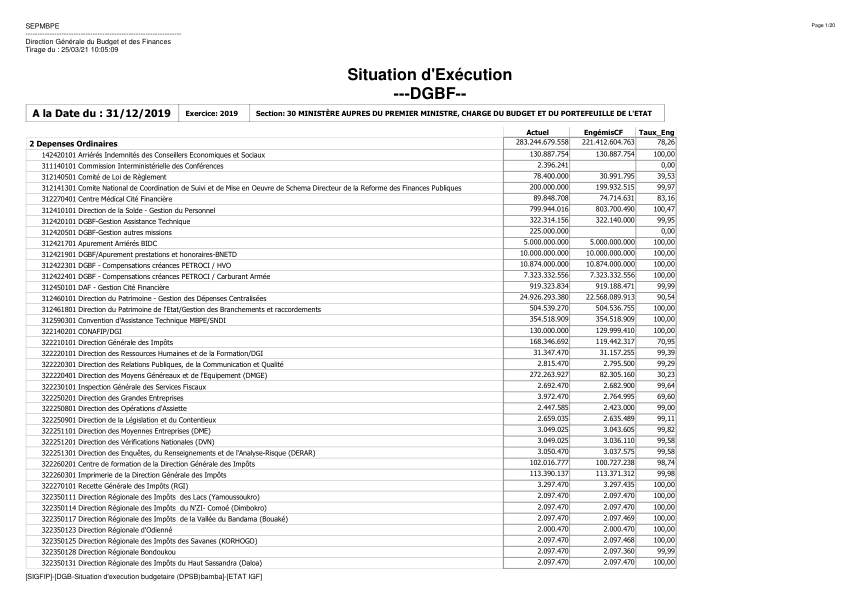 SEPMBPE
Page 1/20
------------------------------------------------------------
Direction Générale du Budget et des Finances
Tirage du : 25/03/21 10:05:09
Situation d'Exécution
---DGBF--
A la Date du : 31/12/2019 Exercice: 2019 Section: 30 MINISTÈRE AUPRES DU PREMIER MINISTRE, CHARGE DU BUDGET ET DU PORTEFEUILLE DE L'ETAT
Actuel EngémisCF Taux_Eng
2 Depenses Ordinaires 283.244.679.558 221.412.604.763 78,26
142420101 Arriérés Indemnités des Conseillers Economiques et Sociaux 130.887.754 130.887.754 100,00
311140101 Commission Interministérielle des Conférences 2.396.241 0,00
312140501 Comité de Loi de Règlement 78.400.000 30.991.795 39,53
312141301 Comite National de Coordination de Suivi et de Mise en Oeuvre de Schema Directeur de la Reforme des Finances Publiques 200.000.000 199.932.515 99,97
312270401 Centre Médical Cité Financière 89.848.708 74.714.631 83,16
312410101 Direction de la Solde - Gestion du Personnel 799.944.016 803.700.490 100,47
312420101 DGBF-Gestion Assistance Technique 322.314.156 322.140.000 99,95
312420501 DGBF-Gestion autres missions 225.000.000 0,00
312421701 Apurement Arriérés BIDC 5.000.000.000 5.000.000.000 100,00
312421901 DGBF/Apurement prestations et honoraires-BNETD 10.000.000.000 10.000.000.000 100,00
312422301 DGBF - Compensations créances PETROCI / HVO 10.874.000.000 10.874.000.000 100,00
312422401 DGBF - Compensations créances PETROCI / Carburant Armée 7.323.332.556 7.323.332.556 100,00
312450101 DAF - Gestion Cité Financière 919.323.834 919.188.471 99,99
312460101 Direction du Patrimoine - Gestion des Dépenses Centralisées 24.926.293.380 22.568.089.913 90,54
312461801 Direction du Patrimoine de l'Etat/Gestion des Branchements et raccordements 504.539.270 504.536.755 100,00
312590301 Convention d'Assistance Technique MBPE/SNDI 354.518.909 354.518.909 100,00
322140201 CONAFIP/DGI 130.000.000 129.999.410 100,00
322210101 Direction Générale des Impôts 168.346.692 119.442.317 70,95
322220101 Direction des Ressources Humaines et de la Formation/DGI 31.347.470 31.157.255 99,39
322220301 Direction des Relations Publiques, de la Communication et Qualité 2.815.470 2.795.500 99,29
322220401 Direction des Moyens Généreaux et de l'Equipement (DMGE) 272.263.927 82.305.160 30,23
322230101 Inspection Générale des Services Fiscaux 2.692.470 2.682.900 99,64
322250201 Direction des Grandes Entreprises 3.972.470 2.764.995 69,60
322250801 Direction des Opérations d'Assiette 2.447.585 2.423.000 99,00
322250901 Direction de la Législation et du Contentieux 2.659.035 2.635.489 99,11
322251101 Direction des Moyennes Entreprises (DME) 3.049.025 3.043.605 99,82
322251201 Direction des Vérifications Nationales (DVN) 3.049.025 3.036.110 99,58
322251301 Direction des Enquêtes, du Renseignements et de l'Analyse-Risque (DERAR) 3.050.470 3.037.575 99,58
322260201 Centre de formation de la Direction Générale des Impôts 102.016.777 100.727.238 98,74
322260301 Imprimerie de la Direction Générale des Impôts 113.390.137 113.371.312 99,98
322270101 Recette Générale des Impôts (RGI) 3.297.470 3.297.435 100,00
322350111 Direction Régionale des Impôts des Lacs (Yamoussoukro) 2.097.470 2.097.470 100,00
322350114 Direction Régionale des Impôts du N'ZI- Comoé (Dimbokro) 2.097.470 2.097.470 100,00
322350117 Direction Régionale des Impôts de la Vallée du Bandama (Bouaké) 2.097.470 2.097.469 100,00
322350123 Direction Régionale d'Odienné 2.000.470 2.000.470 100,00
322350125 Direction Régionale des Impôts des Savanes (KORHOGO) 2.097.470 2.097.468 100,00
322350128 Direction Régionale Bondoukou 2.097.470 2.097.360 99,99
322350131 Direction Régionale des Impôts du Haut Sassandra (Daloa) 2.097.470 2.097.470 100,00
[SIGFIP]-[DGB-Situation d'execution budgetaire (DPSB)bamba]-[ETAT IGF]